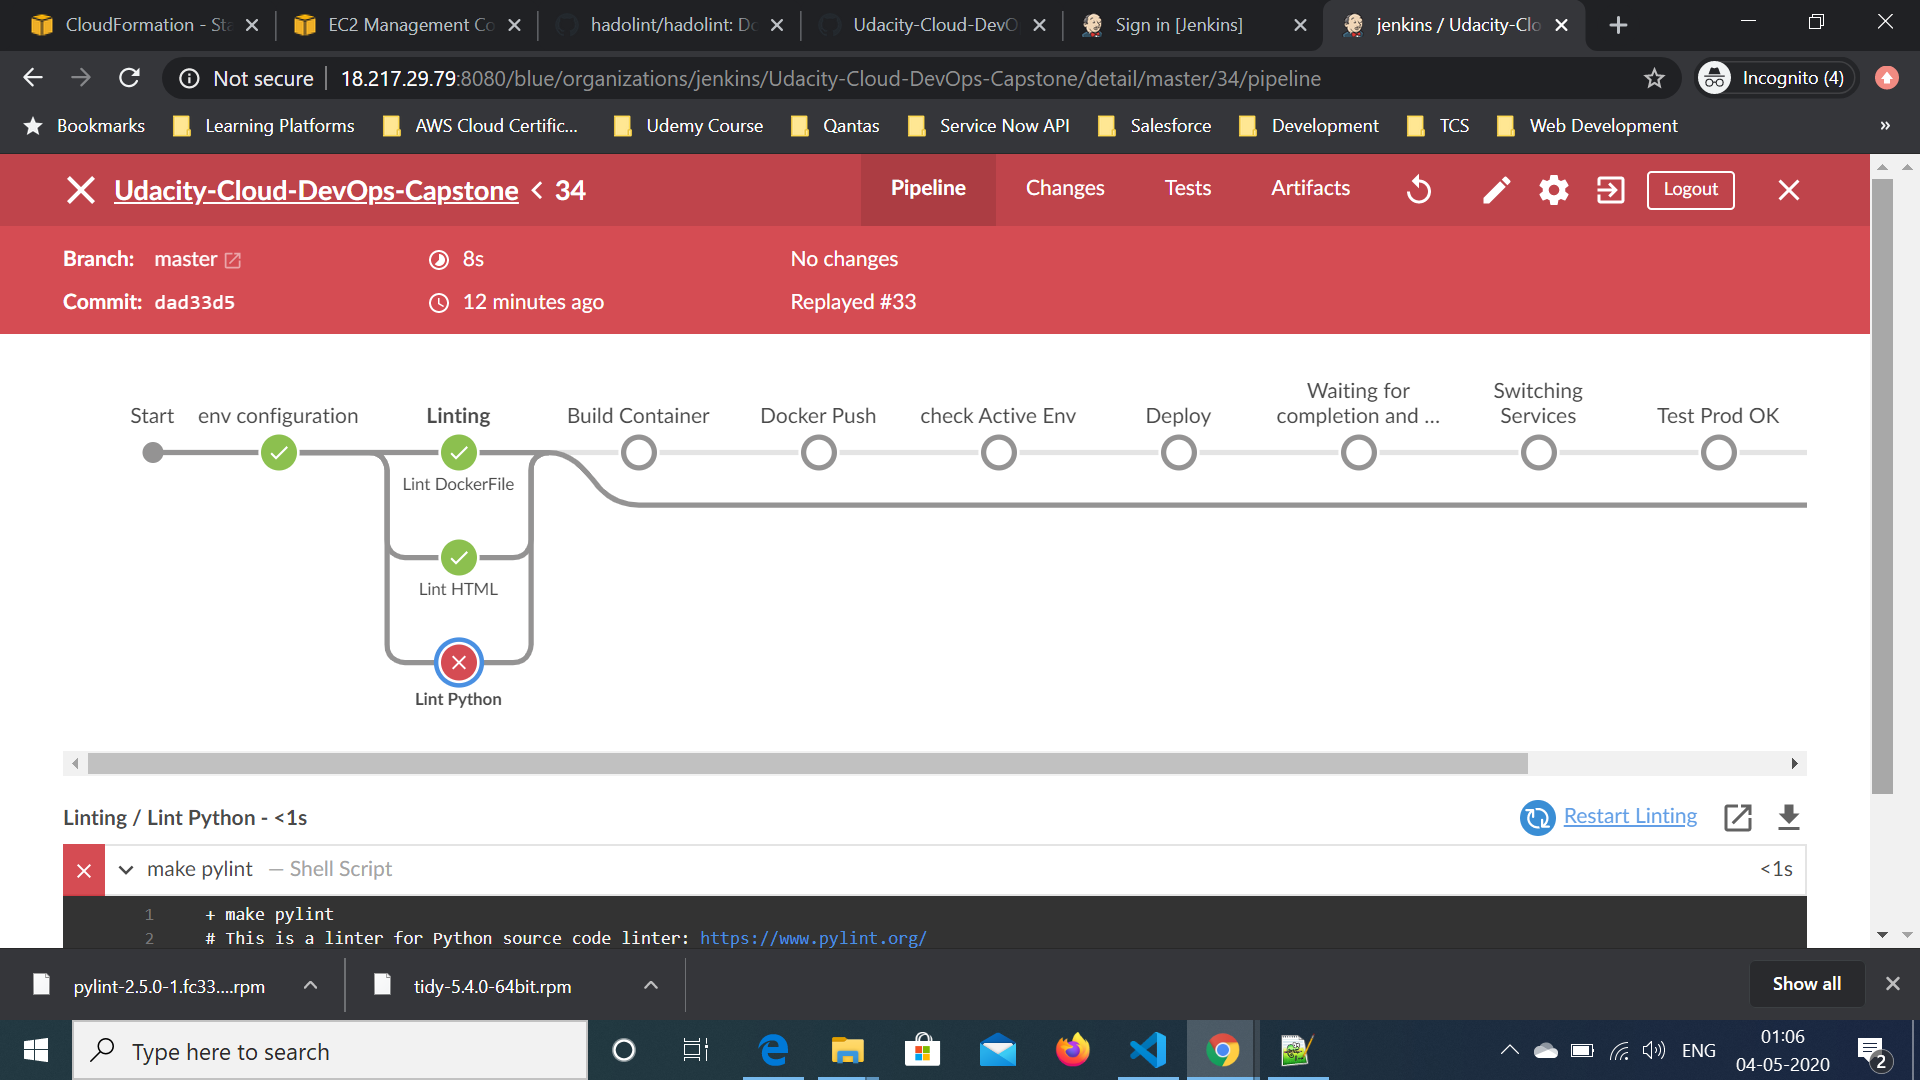 CloudFormation - Sta
EC2 Management Co
hadolint/hadolint: Do
Udacity-Cloud-DevO
Sign in [Jenkins]
jenkins / Udacity-Clo
Not secure
18.217.29.79:8080/blue/organizations/jenkins/Udacity-Cloud-DevOps-Capstone/detail/master/34/pipeline
Incognito (4)
Bookmarks
Learning Platforms
AWS Cloud Certific...
Udemy Course
Qantas
Service Now API
Salesforce
Development
TCS
Web Development
»
Udacity-Cloud-DevOps-Capstone < 34
Pipeline
Changes
Tests
Artifacts
Logout
Branch: master
8s
No changes
Commit: dad33d5
12 minutes ago
Replayed #33
Start
env configuration
Linting
Build Container
Docker Push
check Active Env
Deploy
Waiting for
completion and ...
Switching
Services
Test Prod OK
Lint DockerFile
Lint HTML
Lint Python
Linting / Lint Python - <1s
Restart Linting
make pylint — Shell Script
<1s
1 + make pylint
2 # This is a linter for Python source code linter: https://www.pylint.org/
pylint-2.5.0-1.fc33....rpm
tidy-5.4.0-64bit.rpm
Show all
Type here to search
ENG
01:06
04-05-2020
2